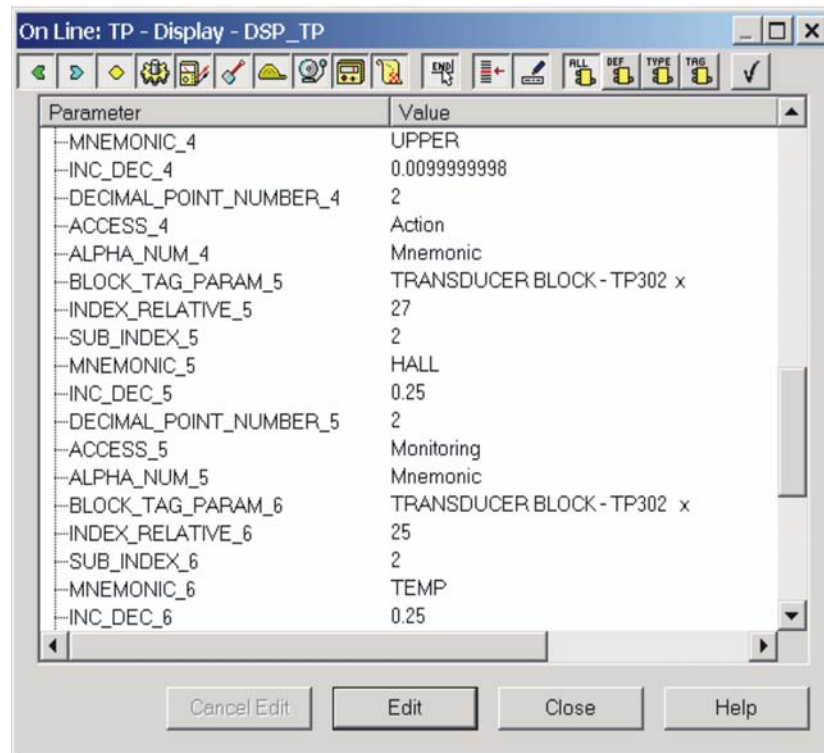 On Line: TP - Display - DSP_TP
END ALL DEF TYPE TAG
Parameter Value
MNEMONIC_4 UPPER
INC_DEC_4 0.0099999998
DECIMAL_POINT_NUMBER_4 2
ACCESS_4 Action
ALPHA_NUM_4 Mnemonic
BLOCK_TAG_PARAM_5 TRANSDUCER BLOCK - TP302 x
INDEX_RELATIVE_5 27
SUB_INDEX_5 2
MNEMONIC_5 HALL
INC_DEC_5 0.25
DECIMAL_POINT_NUMBER_5 2
ACCESS_5 Monitoring
ALPHA_NUM_5 Mnemonic
BLOCK_TAG_PARAM_6 TRANSDUCER BLOCK - TP302 x
INDEX_RELATIVE_6 25
SUB_INDEX_6 2
MNEMONIC_6 TEMP
INC_DEC_6 0.25
Cancel Edit Edit Close Help